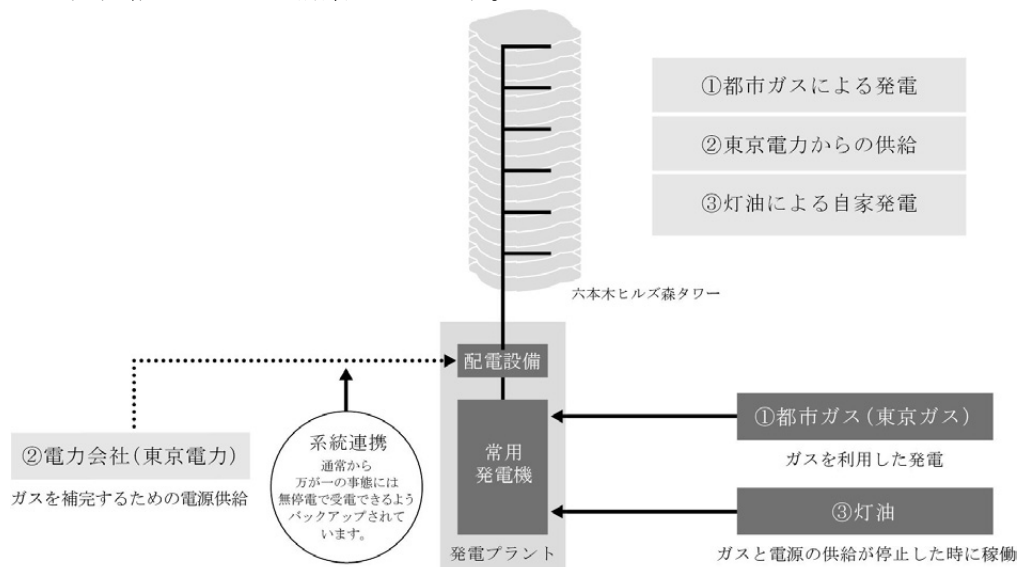 ①都市ガスによる発電
②東京電力からの供給
③灯油による自家発電
六本木ヒルズ森タワー
配電設備
②電力会社(東京電力)
ガスを補完するための電源供給
系統連携
通常から
万が一の事態には
無停電で受電できるよう
バックアップされて
います。
常用
発電機
発電プラント
①都市ガス(東京ガス)
ガスを利用した発電
③灯油
ガスと電源の供給が停止した時に稼働